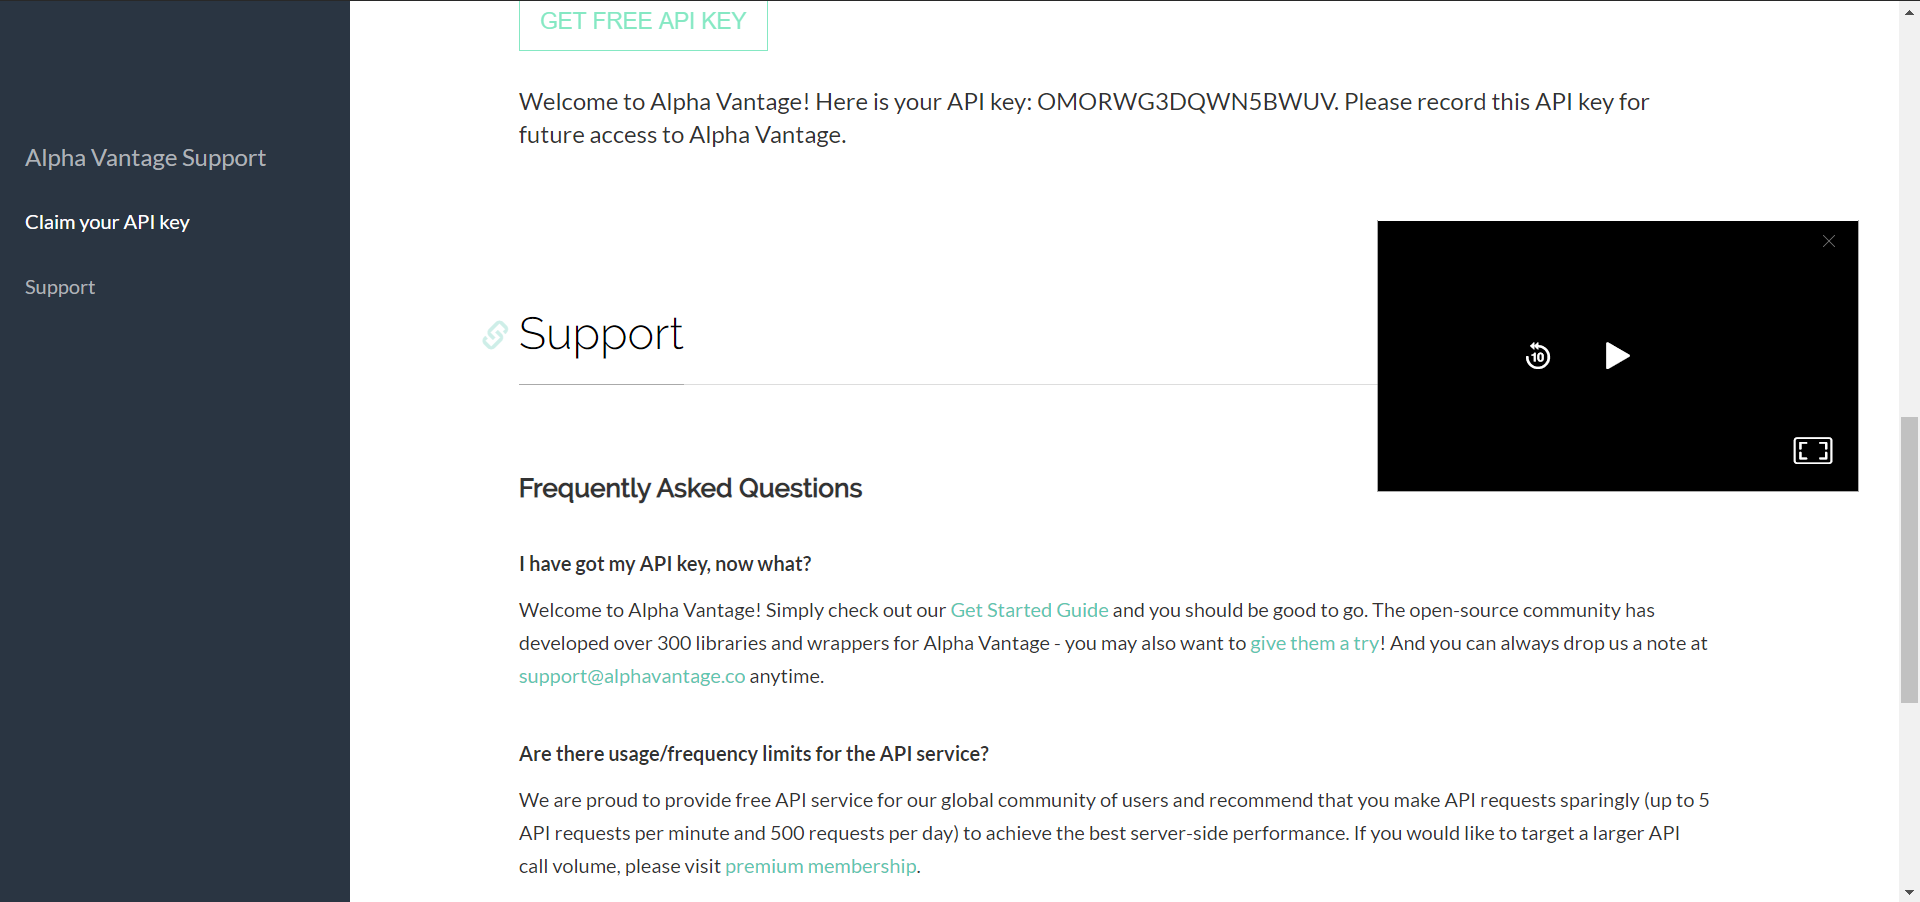 GET FREE API KEY
Welcome to Alpha Vantage! Here is your API key: OMORWG3DQWN5BWUV. Please record this API key for
future access to Alpha Vantage.
Alpha Vantage Support
Claim your API key
Support
Support
10
Frequently Asked Questions
I have got my API key, now what?
Welcome to Alpha Vantage! Simply check out our Get Started Guide and you should be good to go. The open-source community has
developed over 300 libraries and wrappers for Alpha Vantage - you may also want to give them a try! And you can always drop us a note at
support@alphavantage.co anytime.
Are there usage/frequency limits for the API service?
We are proud to provide free API service for our global community of users and recommend that you make API requests sparingly (up to 5
API requests per minute and 500 requests per day) to achieve the best server-side performance. If you would like to target a larger API
call volume, please visit premium membership.